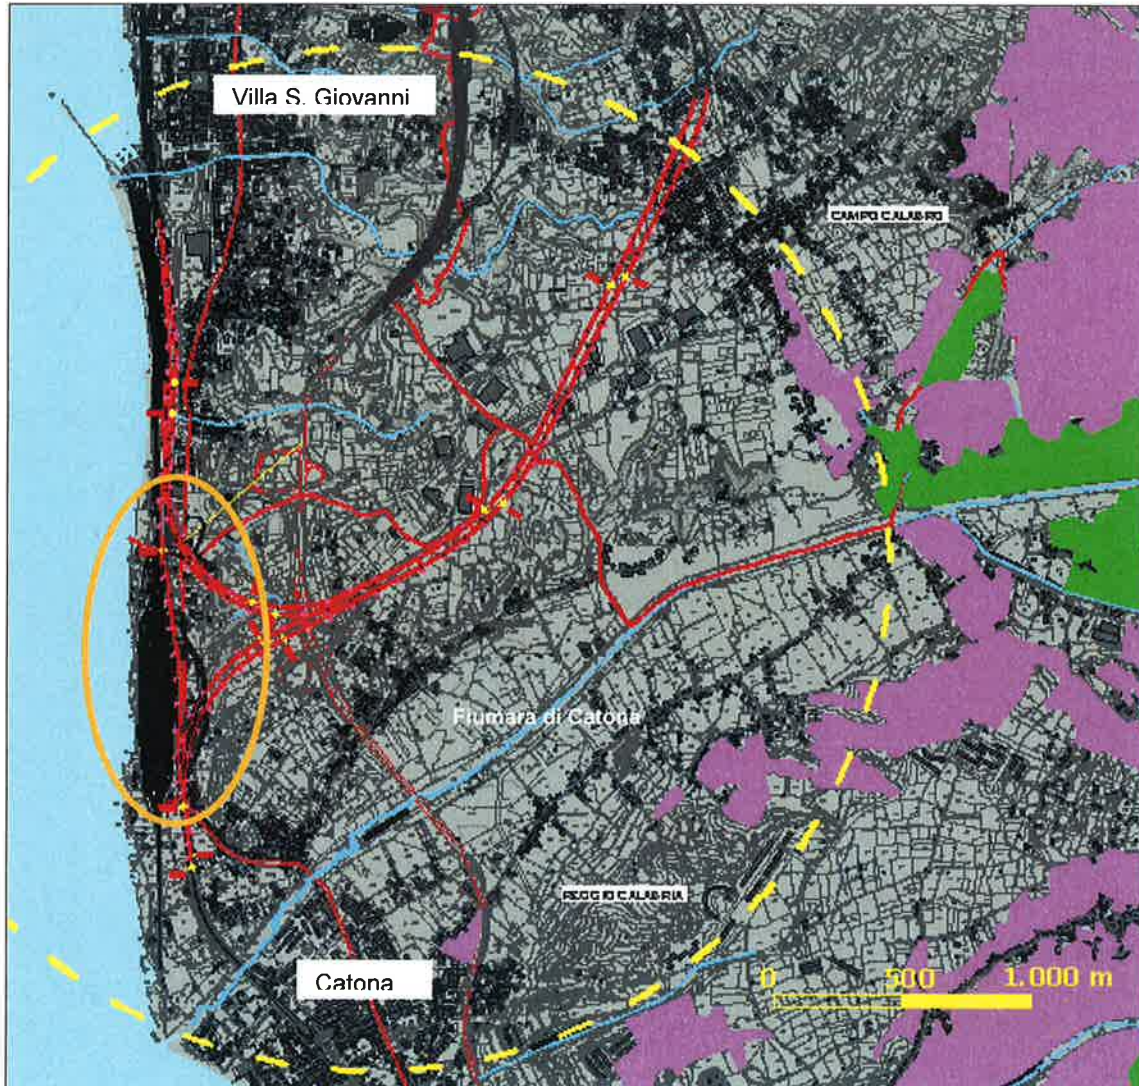 Villa S. Giovanni
CAMPO CALABRO
Fiumara di Catona
REGGIO CALABRIA
Catona
0 500 1.000 m